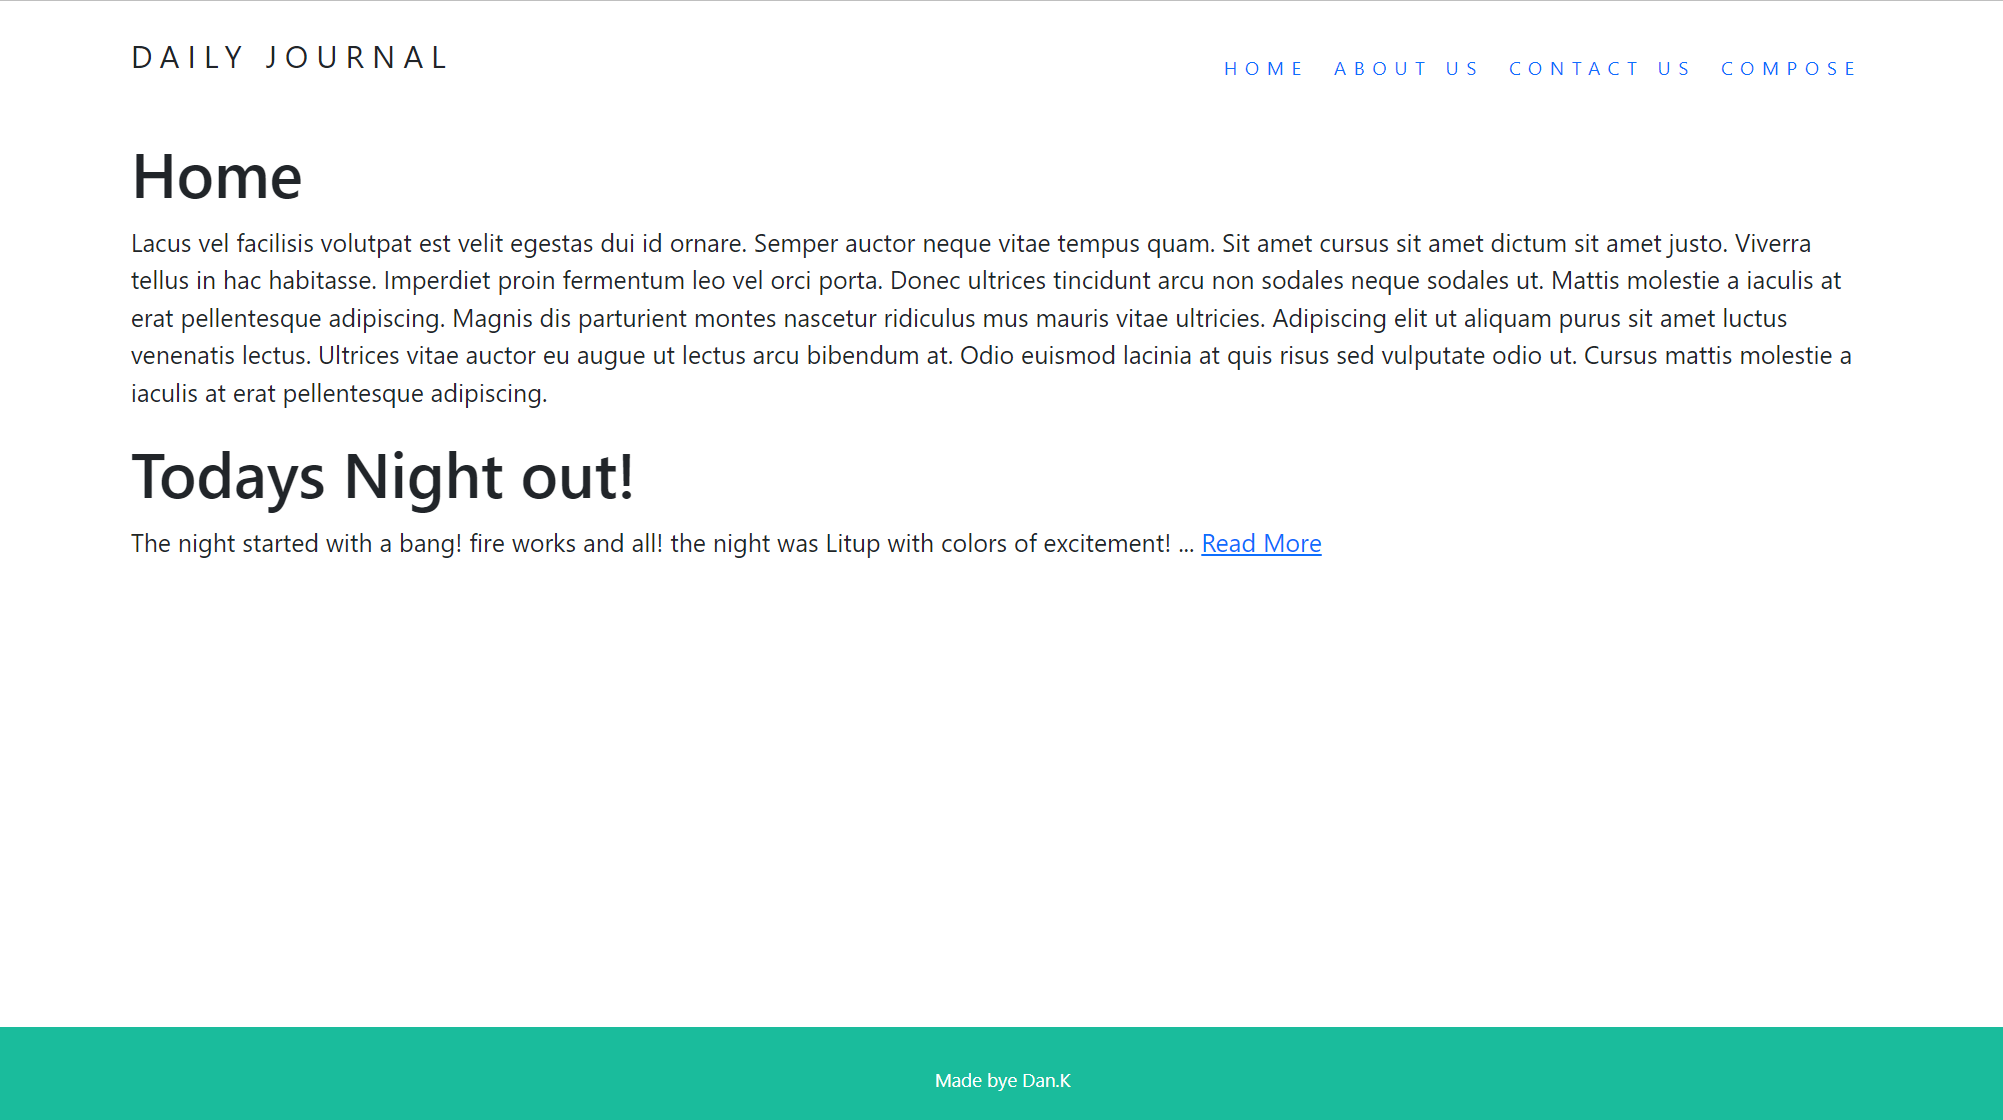 DAILY JOURNAL
HOME ABOUT US CONTACT US COMPOSE
Home
Lacus vel facilisis volutpat est velit egestas dui id ornare. Semper auctor neque vitae tempus quam. Sit amet cursus sit amet dictum sit amet justo. Viverra
tellus in hac habitasse. Imperdiet proin fermentum leo vel orci porta. Donec ultrices tincidunt arcu non sodales neque sodales ut. Mattis molestie a iaculis at
erat pellentesque adipiscing. Magnis dis parturient montes nascetur ridiculus mus mauris vitae ultricies. Adipiscing elit ut aliquam purus sit amet luctus
venenatis lectus. Ultrices vitae auctor eu augue ut lectus arcu bibendum at. Odio euismod lacinia at quis risus sed vulputate odio ut. Cursus mattis molestie a
iaculis at erat pellentesque adipiscing.
Todays Night out!
The night started with a bang! fire works and all! the night was Litup with colors of excitement! ... Read More
Made bye Dan.K